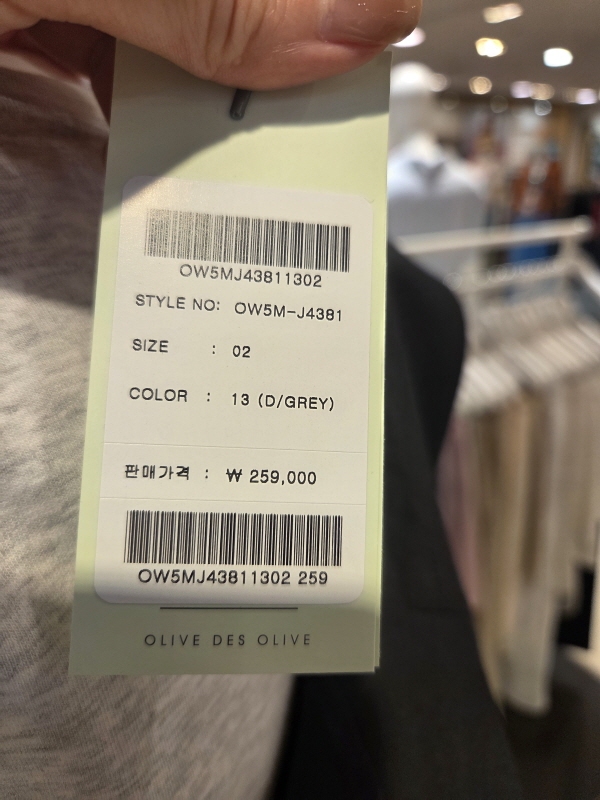 OW5MJ43811302
STYLE NO: OW5M-J4381
SIZE : 02
COLOR : 13 (D/GREY)
판매가격 : ₩ 259,000
OW5MJ43811302 259
OLIVE DES OLIVE